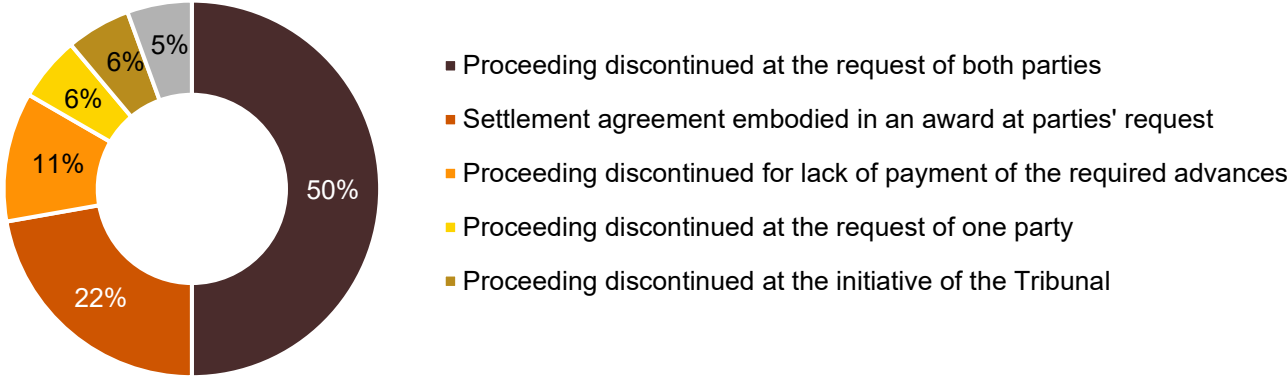 5%
6%
6%
11%
22%
50%
Proceeding discontinued at the request of both parties
Settlement agreement embodied in an award at parties' request
Proceeding discontinued for lack of payment of the required advances
Proceeding discontinued at the request of one party
Proceeding discontinued at the initiative of the Tribunal